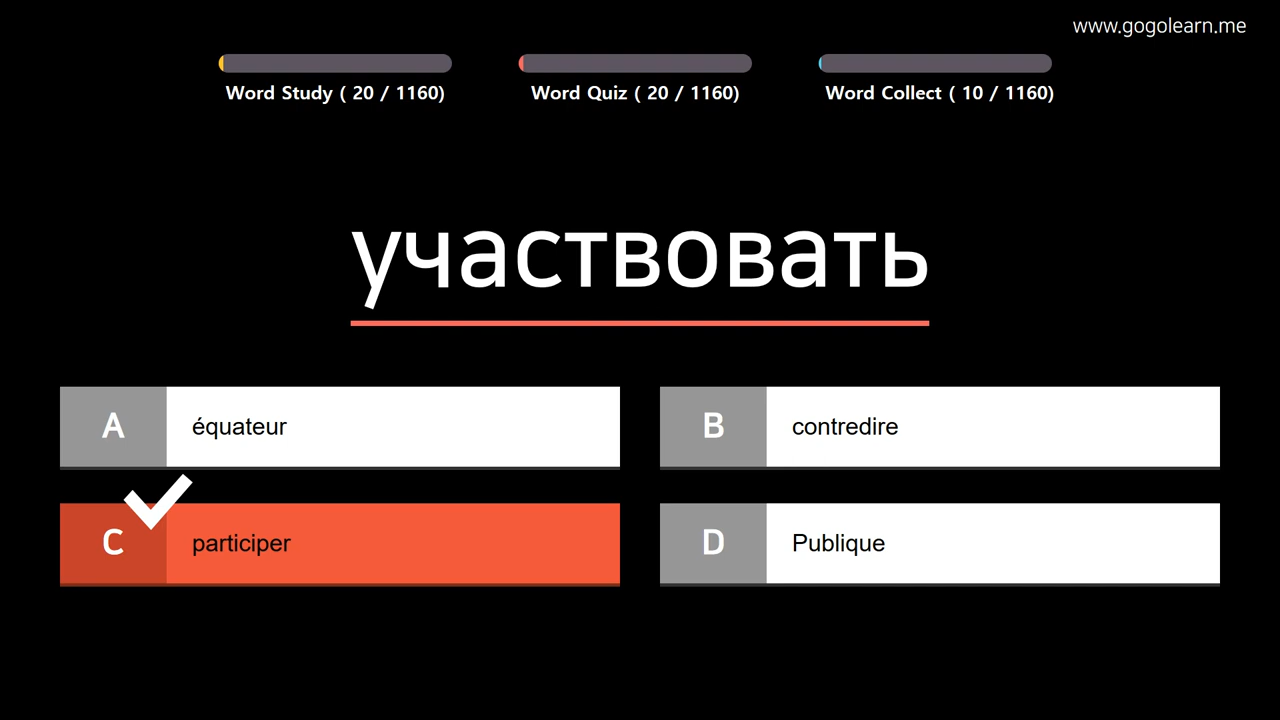 www.gogolearn.me
Word Study ( 20 / 1160)
Word Quiz ( 20 / 1160)
Word Collect ( 10 / 1160)
участвовать
A équateur
B contredire
C participer
D Publique